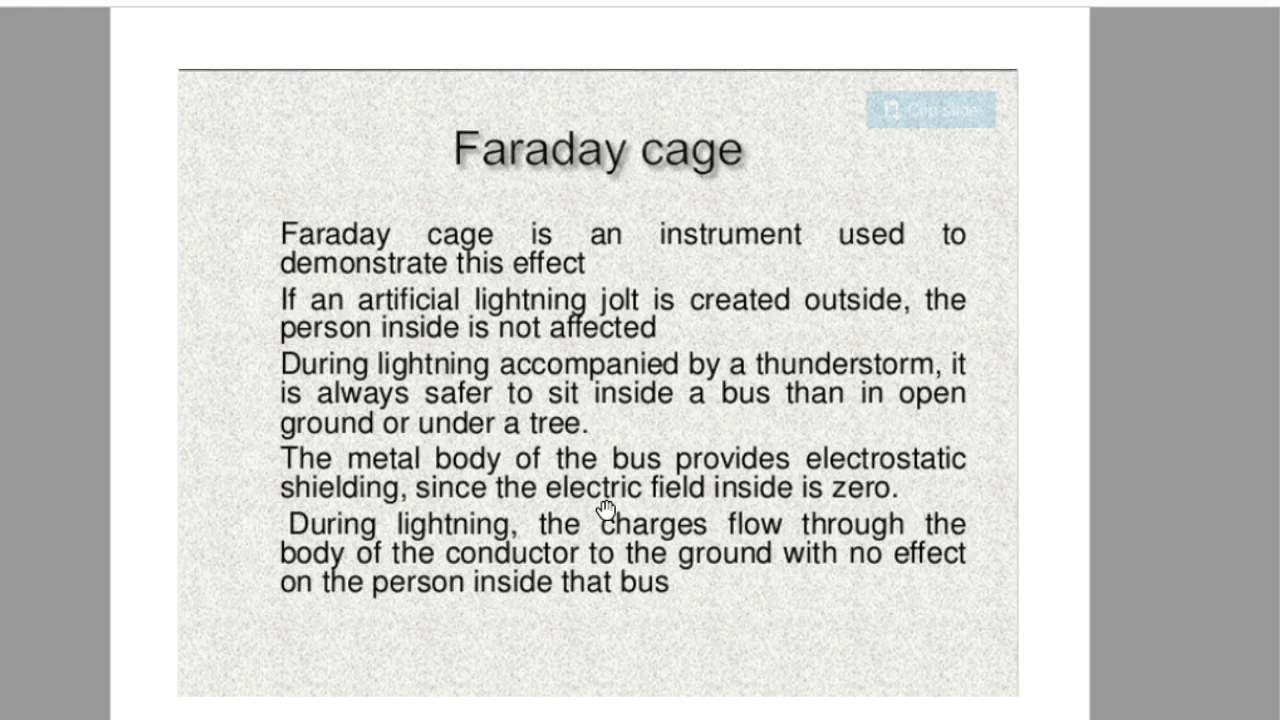 Clip slide
Faraday cage
Faraday cage is an instrument used to
demonstrate this effect
If an artificial lightning jolt is created outside, the
person inside is not affected
During lightning accompanied by a thunderstorm, it
is always safer to sit inside a bus than in open
ground or under a tree.
The metal body of the bus provides electrostatic
shielding, since the electric field inside is zero.
During lightning, the charges flow through the
body of the conductor to the ground with no effect
on the person inside that bus